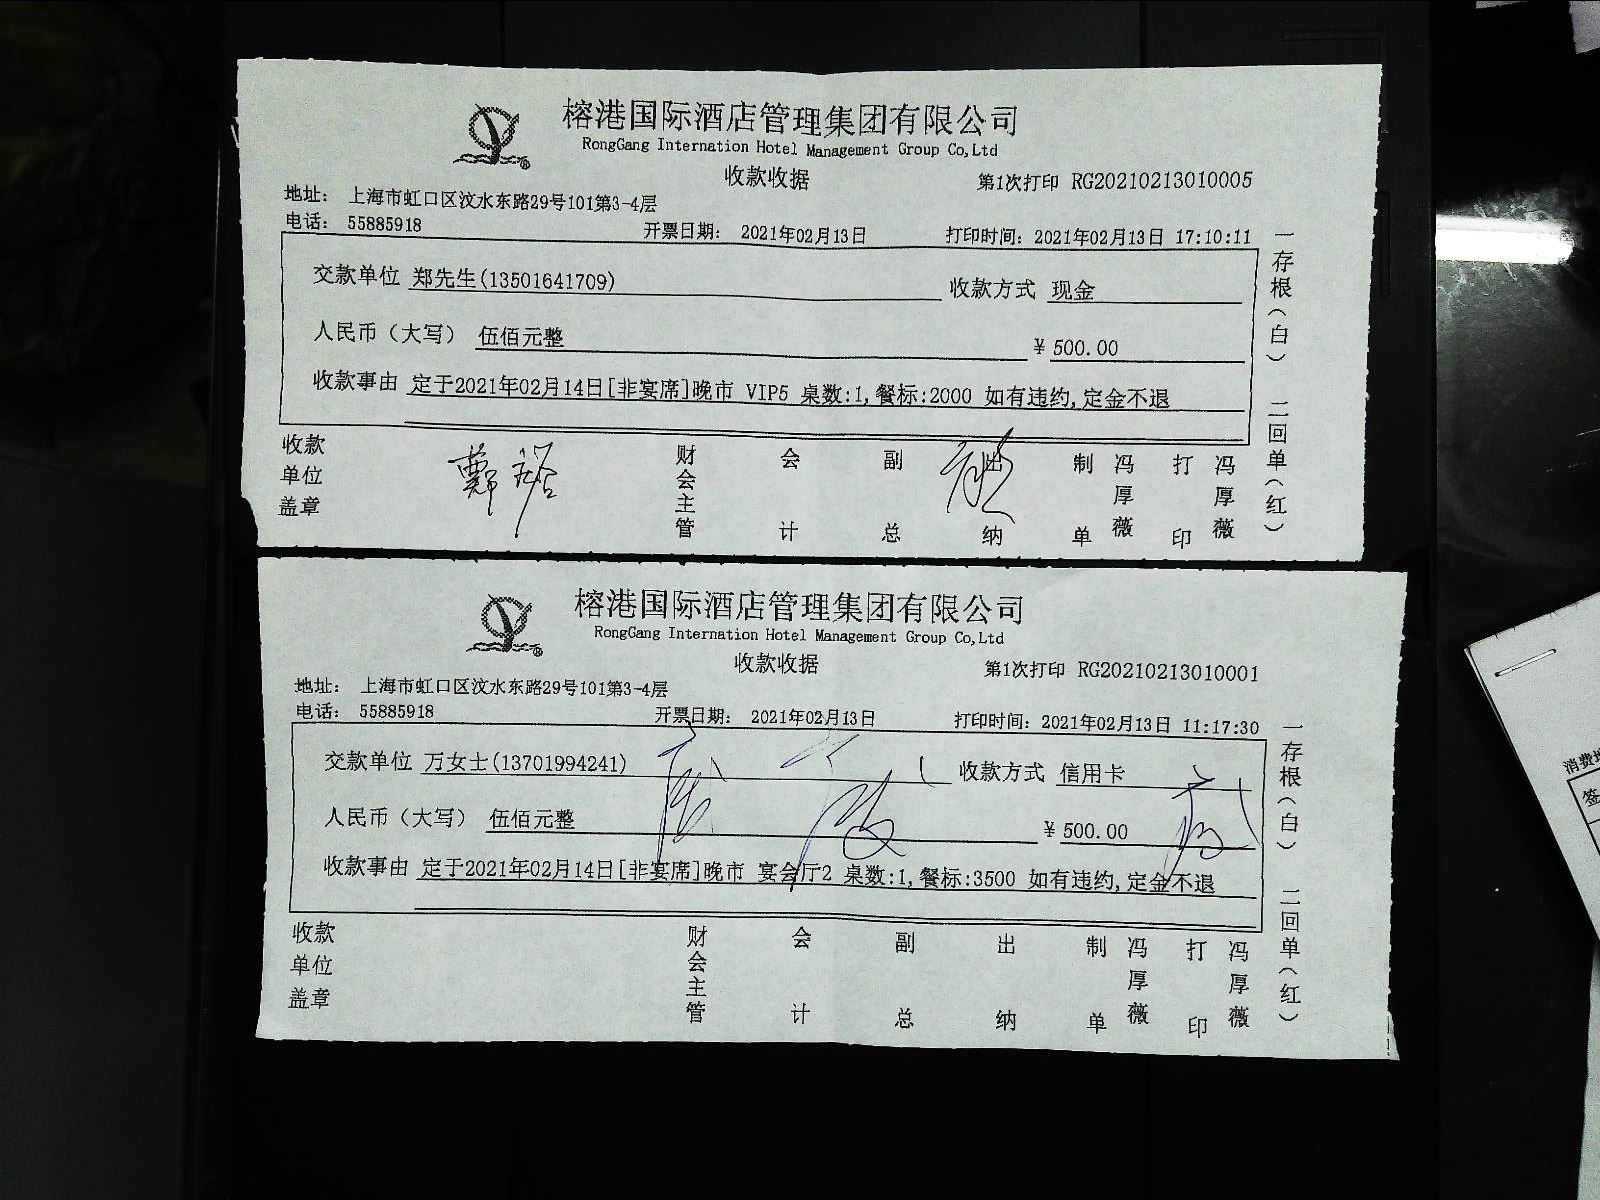 榕港国际酒店管理集团有限公司
RongGang Internation Hotel Management Group Co,Ltd
收款收据
第1次打印 RG20210213010005
地址: 上海市虹口区汶水东路29号101第3-4层
电话: 55885918 开票日期: 2021年02月13日 打印时间: 2021年02月13日 17:10:11
交款单位 郑先生(13501641709) 收款方式 现金
人民币（大写） 伍佰元整 ¥ 500.00
收款事由 定于2021年02月14日[非宴席]晚市 VIP5 桌数:1,餐标:2000 如有违约,定金不退
收款单位盖章 财会主管 会计 副总 出纳 制单 冯厚薇 打印 冯厚薇
一存根（白） 二回单（红）
榕港国际酒店管理集团有限公司
RongGang Internation Hotel Management Group Co,Ltd
收款收据
第1次打印 RG20210213010001
地址: 上海市虹口区汶水东路29号101第3-4层
电话: 55885918 开票日期: 2021年02月13日 打印时间: 2021年02月13日 11:17:30
交款单位 万女士(13701994241) 收款方式 信用卡
人民币（大写） 伍佰元整 ¥ 500.00
收款事由 定于2021年02月14日[非宴席]晚市 宴会厅2 桌数:1,餐标:3500 如有违约,定金不退
收款单位盖章 财会主管 会计 副总 出纳 制单 冯厚薇 打印 冯厚薇
一存根（白） 二回单（红）
消费
签